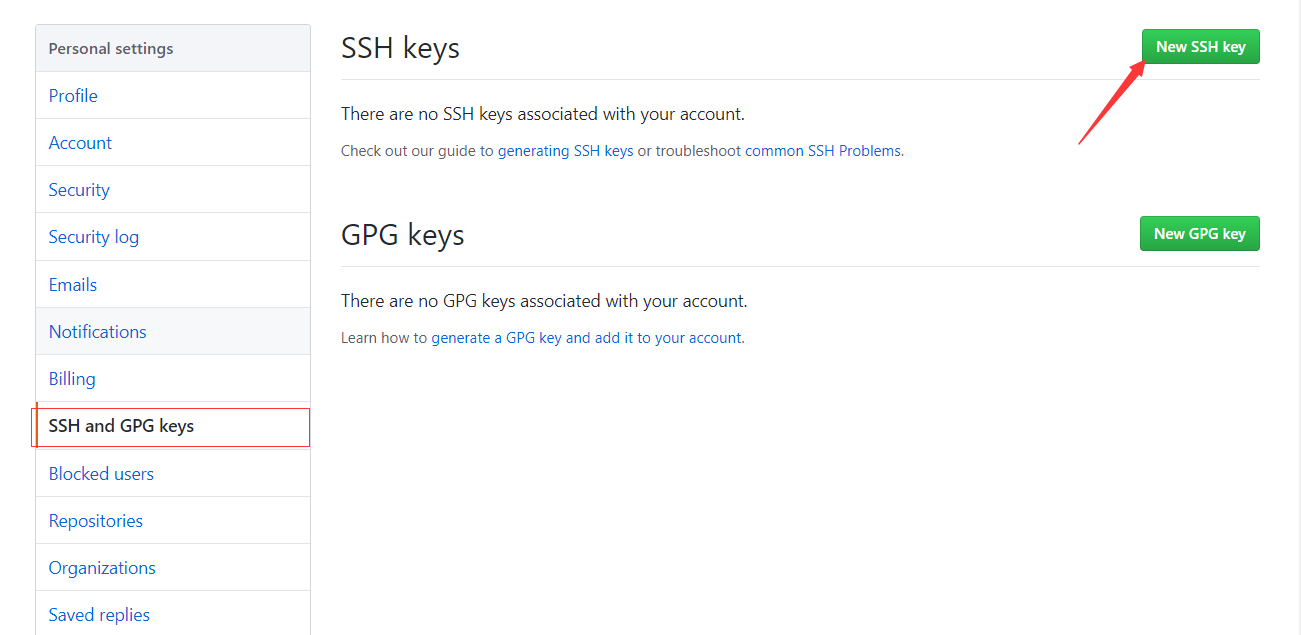 Personal settings
Profile
Account
Security
Security log
Emails
Notifications
Billing
SSH and GPG keys
Blocked users
Repositories
Organizations
Saved replies
SSH keys
New SSH key
There are no SSH keys associated with your account.
Check out our guide to generating SSH keys or troubleshoot common SSH Problems.
GPG keys
New GPG key
There are no GPG keys associated with your account.
Learn how to generate a GPG key and add it to your account.